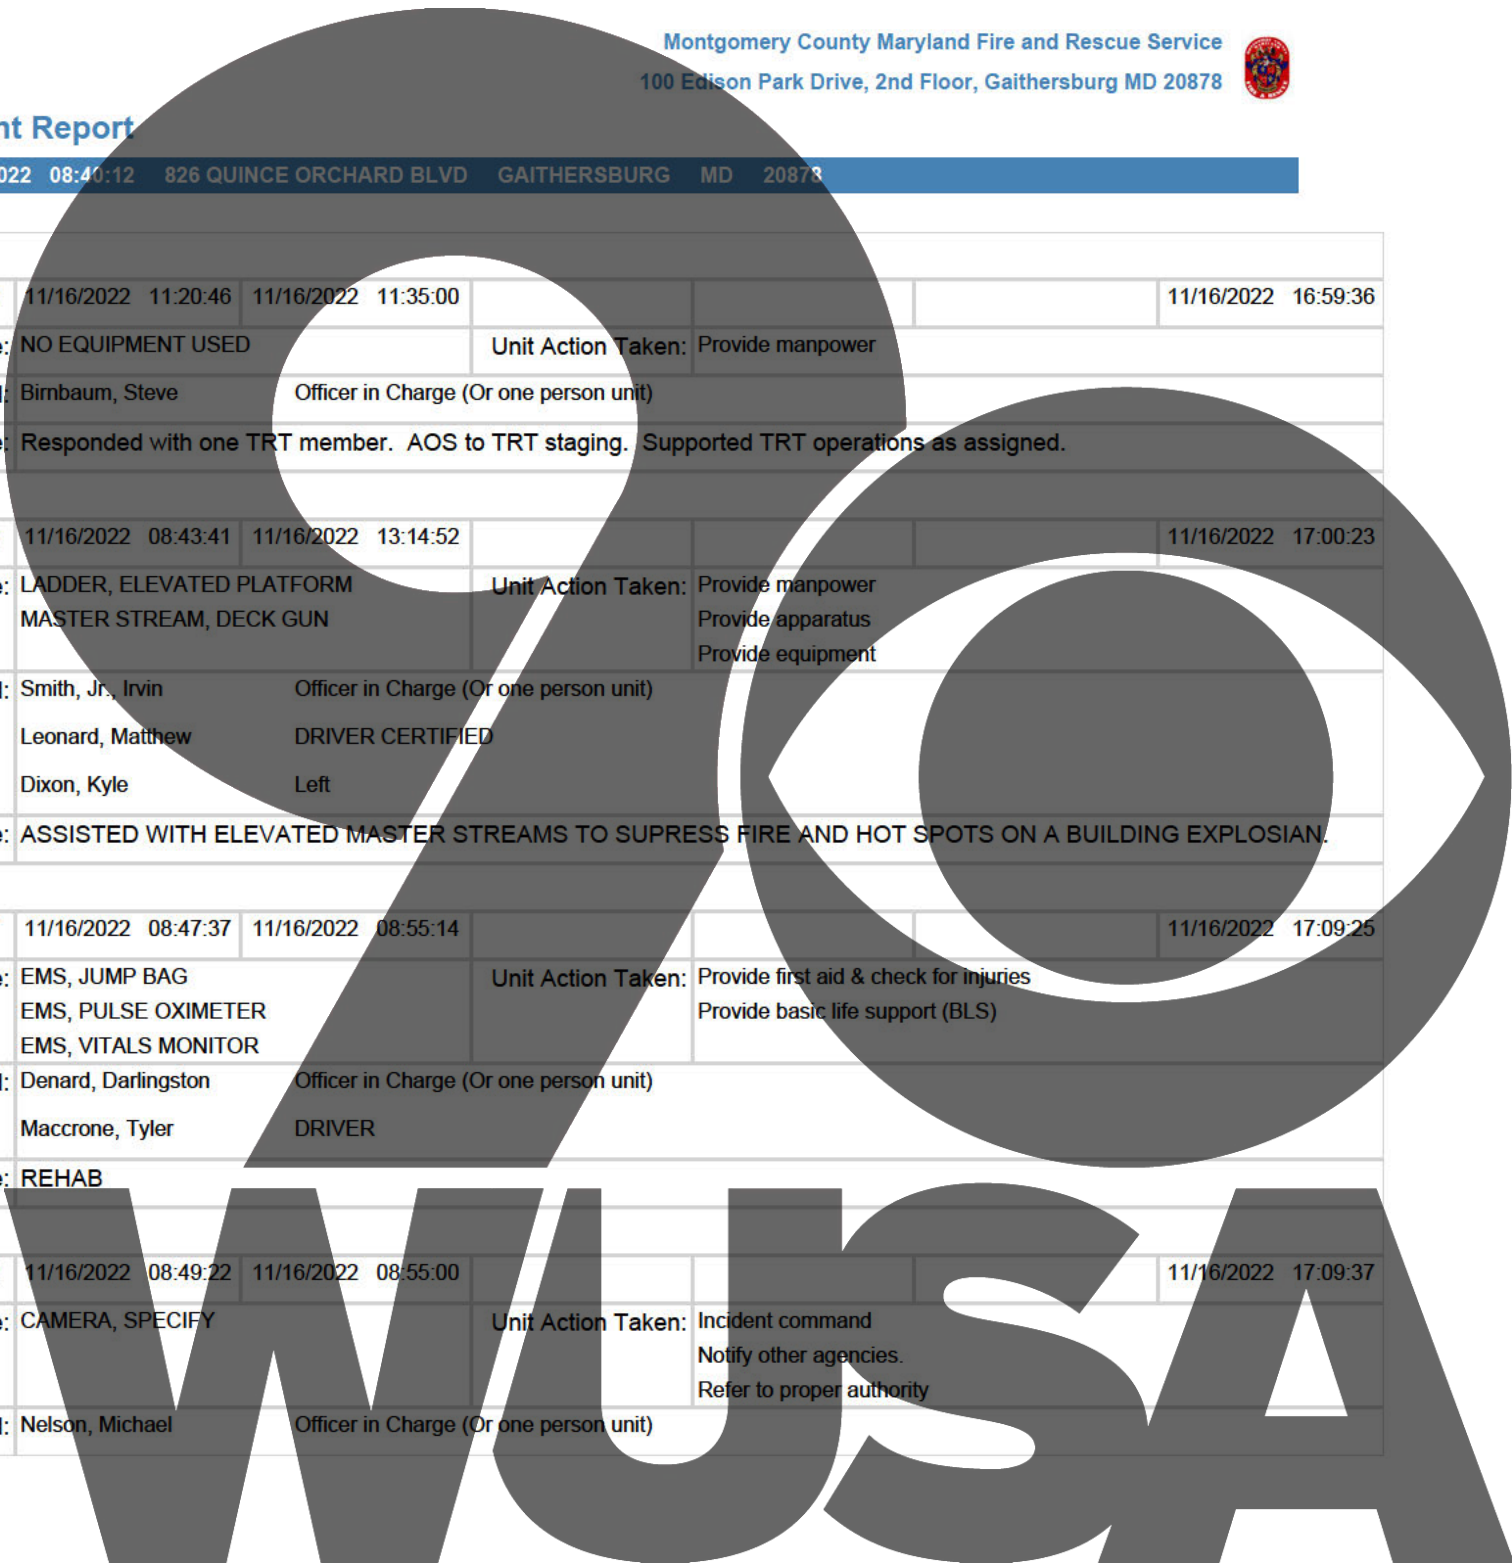 Montgomery County Maryland Fire and Rescue Service
100 Edison Park Drive, 2nd Floor, Gaithersburg MD 20878
nt Report
022 08:40:12 826 QUINCE ORCHARD BLVD GAITHERSBURG MD 20878
11/16/2022 11:20:46 11/16/2022 11:35:00 11/16/2022 16:59:36
e: NO EQUIPMENT USED Unit Action Taken: Provide manpower
l: Birnbaum, Steve Officer in Charge (Or one person unit)
e: Responded with one TRT member. AOS to TRT staging. Supported TRT operations as assigned.
11/16/2022 08:43:41 11/16/2022 13:14:52 11/16/2022 17:00:23
e: LADDER, ELEVATED PLATFORM Unit Action Taken: Provide manpower
MASTER STREAM, DECK GUN Provide apparatus
Provide equipment
l: Smith, Jr., Irvin Officer in Charge (Or one person unit)
Leonard, Matthew DRIVER CERTIFIED
Dixon, Kyle Left
e: ASSISTED WITH ELEVATED MASTER STREAMS TO SUPRESS FIRE AND HOT SPOTS ON A BUILDING EXPLOSIAN.
11/16/2022 08:47:37 11/16/2022 08:55:14 11/16/2022 17:09:25
e: EMS, JUMP BAG Unit Action Taken: Provide first aid & check for injuries
EMS, PULSE OXIMETER Provide basic life support (BLS)
EMS, VITALS MONITOR
l: Denard, Darlingston Officer in Charge (Or one person unit)
Maccrone, Tyler DRIVER
e: REHAB
11/16/2022 08:49:22 11/16/2022 08:55:00 11/16/2022 17:09:37
e: CAMERA, SPECIFY Unit Action Taken: Incident command
Notify other agencies.
Refer to proper authority
l: Nelson, Michael Officer in Charge (Or one person unit)
9
WUSA